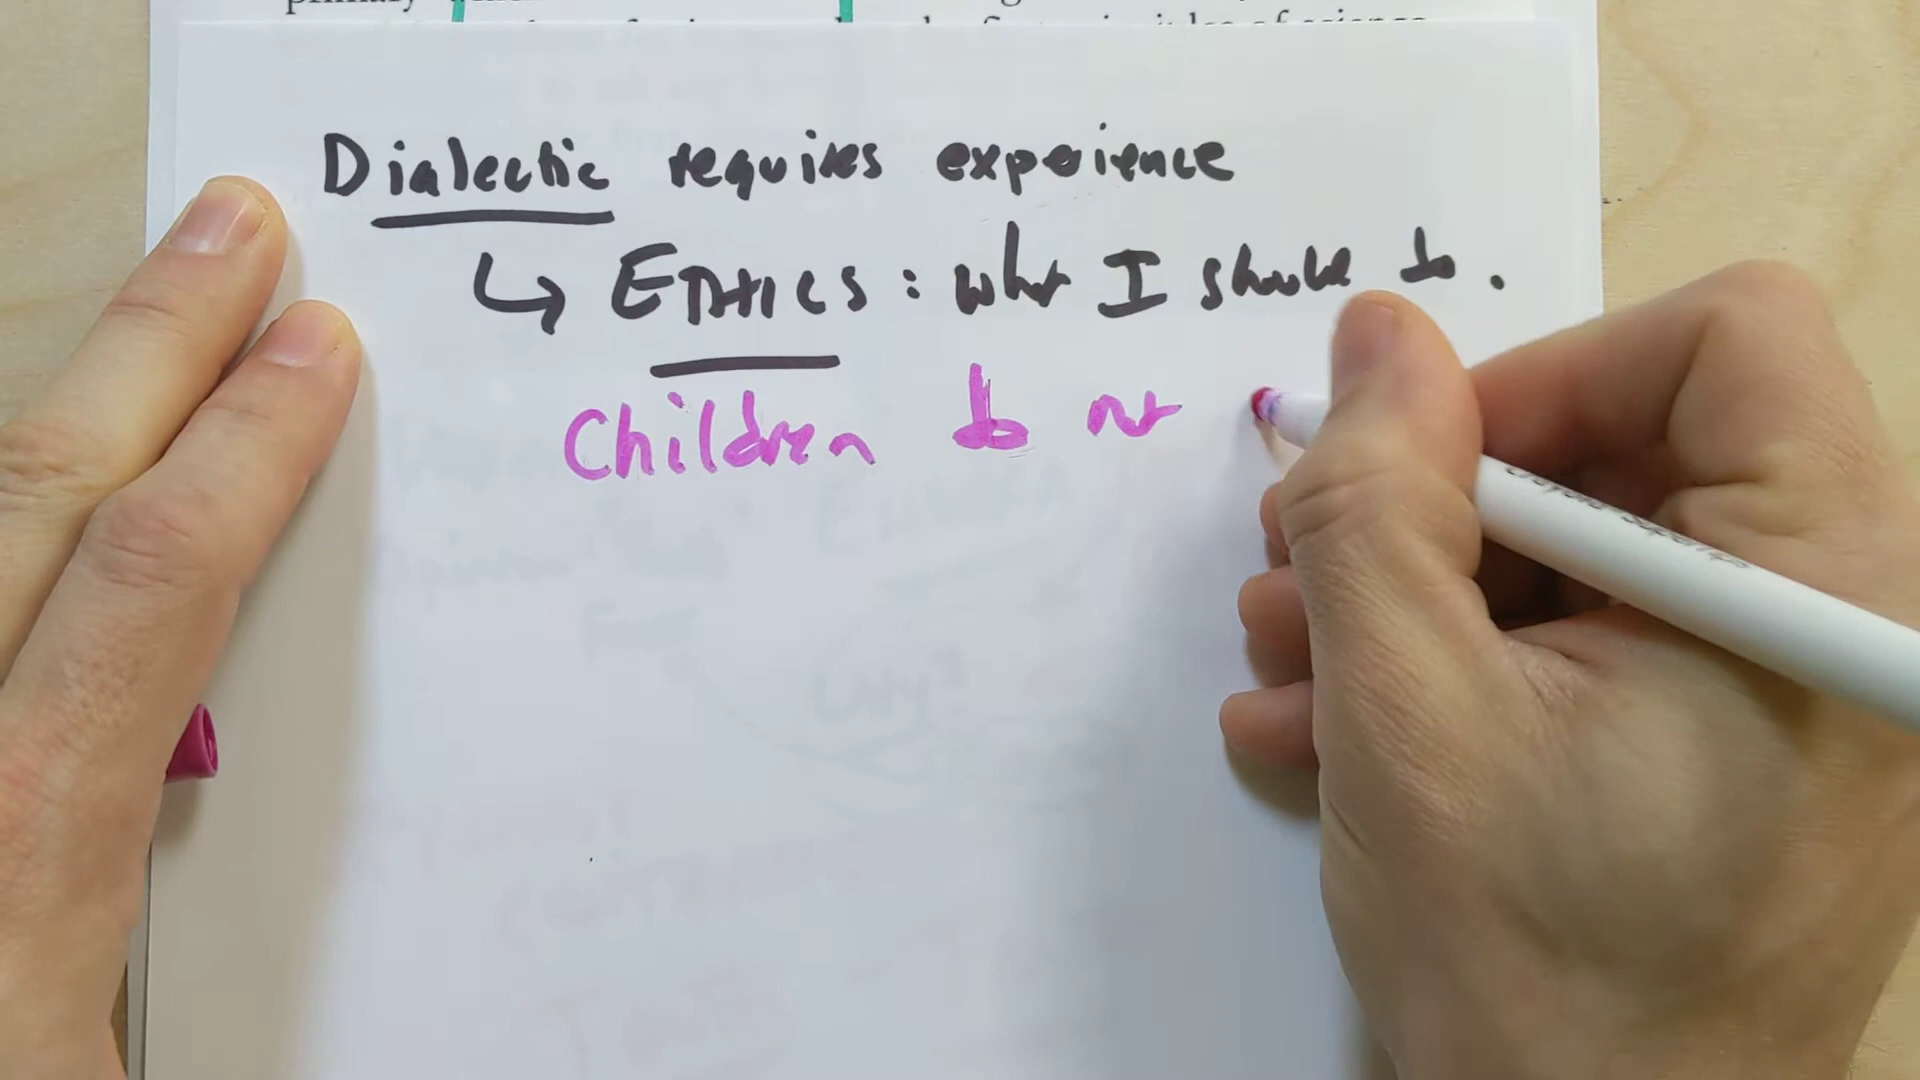 Dialectic requires experience
↳ ETHICS: what I should do.
Children do not